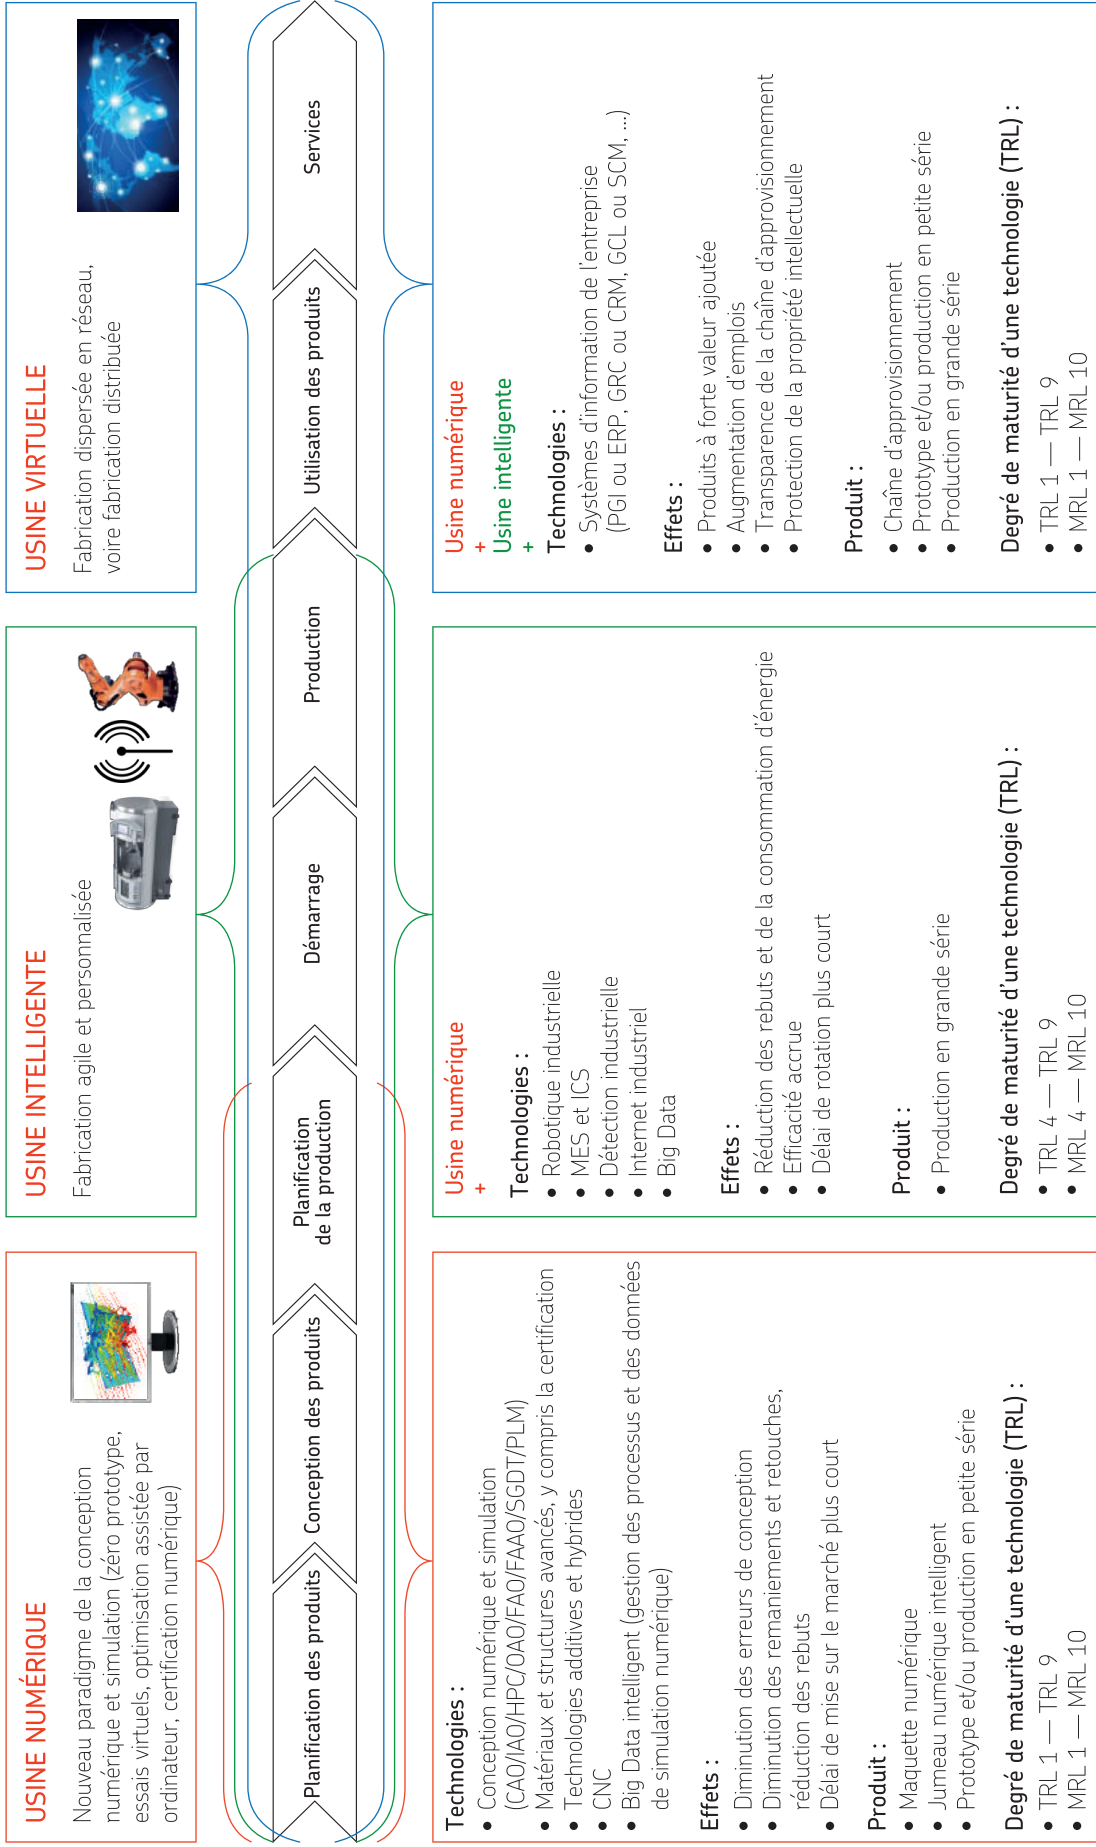 USINE NUMÉRIQUE
Nouveau paradigme de la conception
numérique et simulation (zéro prototype,
essais virtuels, optimisation assistée par
ordinateur, certification numérique)
USINE INTELLIGENTE
Fabrication agile et personnalisée
USINE VIRTUELLE
Fabrication dispersée en réseau,
voire fabrication distribuée
Planification des produits
Conception des produits
Planification
de la production
Démarrage
Production
Utilisation des produits
Services
Technologies :
• Conception numérique et simulation
(CAO/IAO/HPC/OAO/FAO/FAAO/SGDT/PLM)
• Matériaux et structures avancés, y compris la certification
• Technologies additives et hybrides
• CNC
• Big Data intelligent (gestion des processus et des données
de simulation numérique)
Effets :
• Diminution des erreurs de conception
• Diminution des remaniements et retouches,
réduction des rebuts
• Délai de mise sur le marché plus court
Produit :
• Maquette numérique
• Jumeau numérique intelligent
• Prototype et/ou production en petite série
Degré de maturité d'une technologie (TRL) :
• TRL 1 — TRL 9
• MRL 1 — MRL 10
Usine numérique
+
Technologies :
• Robotique industrielle
• MES et ICS
• Détection industrielle
• Internet industriel
• Big Data
Effets :
• Réduction des rebuts et de la consommation d'énergie
• Efficacité accrue
• Délai de rotation plus court
Produit :
• Production en grande série
Degré de maturité d'une technologie (TRL) :
• TRL 4 — TRL 9
• MRL 4 — MRL 10
Usine numérique
+
Usine intelligente
+
Technologies :
• Systèmes d'information de l'entreprise
(PGI ou ERP, GRC ou CRM, GCL ou SCM, ...)
Effets :
• Produits à forte valeur ajoutée
• Augmentation d'emplois
• Transparence de la chaîne d'approvisionnement
• Protection de la propriété intellectuelle
Produit :
• Chaîne d'approvisionnement
• Prototype et/ou production en petite série
• Production en grande série
Degré de maturité d'une technologie (TRL) :
• TRL 1 — TRL 9
• MRL 1 — MRL 10